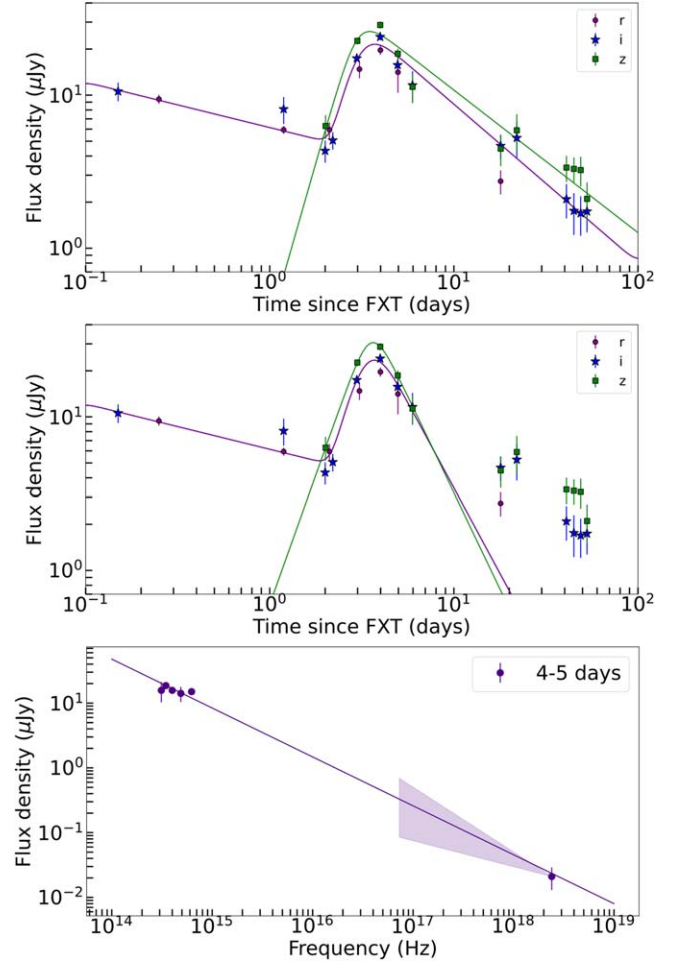 Flux density (μJy)
10¹
10⁰
r
i
z
10⁻¹ 10⁰ 10¹ 10²
Time since FXT (days)
Flux density (μJy)
10¹
10⁰
r
i
z
10⁻¹ 10⁰ 10¹ 10²
Time since FXT (days)
Flux density (μJy)
10¹
10⁰
10⁻¹
10⁻²
4-5 days
10¹⁴ 10¹⁵ 10¹⁶ 10¹⁷ 10¹⁸ 10¹⁹
Frequency (Hz)